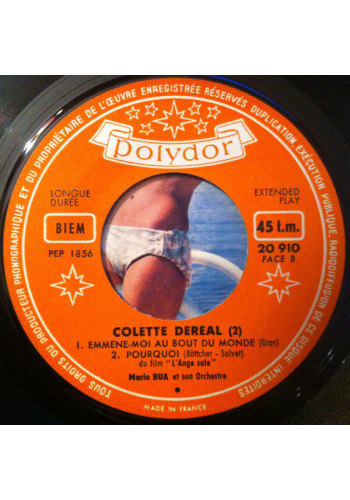 TOUS DROITS DU PRODUCTEUR PHONOGRAPHIQUE ET DU PROPRIÉTAIRE DE L'ŒUVRE ENREGISTRÉE RÉSERVÉS DUPLICATION EXÉCUTION PUBLIQUE, RADIODIFFUSION DE CE DISQUE INTERDITES
polydor
LONGUE
DURÉE
EXTENDED
PLAY
BIEM
45 t.m.
PEP 1856
20 910
FACE B
COLETTE DEREAL (2)
1. EMMENE-MOI AU BOUT DU MONDE (Gran)
2. POURQUOI (Böttcher - Salvet)
du film "L'Ange sale"
Mario BUA et son Orchestre
MADE IN FRANCE